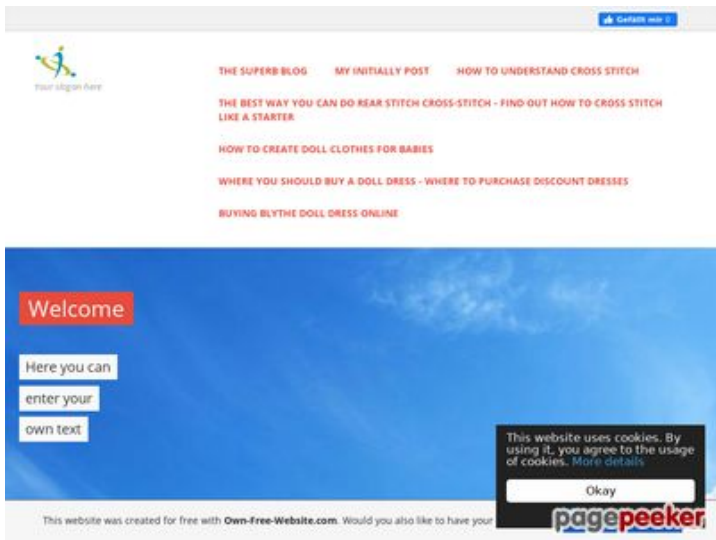 Gefällt mir 0
Your slogan here
THE SUPERB BLOG MY INITIALLY POST HOW TO UNDERSTAND CROSS STITCH
THE BEST WAY YOU CAN DO REAR STITCH CROSS-STITCH - FIND OUT HOW TO CROSS STITCH
LIKE A STARTER
HOW TO CREATE DOLL CLOTHES FOR BABIES
WHERE YOU SHOULD BUY A DOLL DRESS - WHERE TO PURCHASE DISCOUNT DRESSES
BUYING BLYTHE DOLL DRESS ONLINE
Welcome
Here you can
enter your
own text
This website uses cookies. By
using it, you agree to the usage
of cookies. More details
Okay
This website was created for free with Own-Free-Website.com. Would you also like to have your
pagepeeker